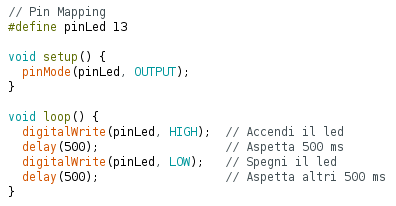 // Pin Mapping
#define pinLed 13

void setup() {
  pinMode(pinLed, OUTPUT);
}

void loop() {
  digitalWrite(pinLed, HIGH);  // Accendi il led
  delay(500);                  // Aspetta 500 ms
  digitalWrite(pinLed, LOW);   // Spegni il led
  delay(500);                  // Aspetta altri 500 ms
}